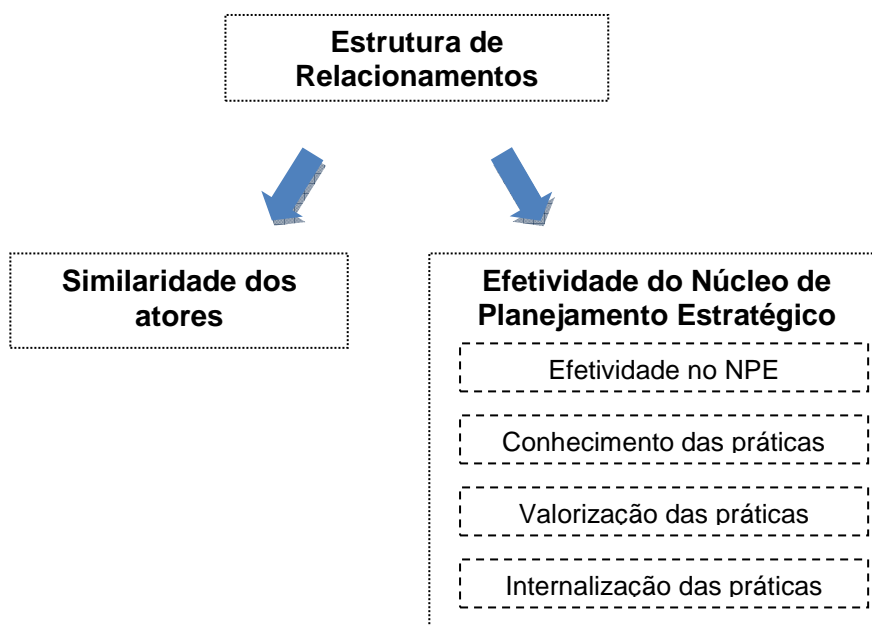 Estrutura de
Relacionamentos
Similaridade dos
atores
Efetividade do Núcleo de
Planejamento Estratégico
Efetividade no NPE
Conhecimento das práticas
Valorização das práticas
Internalização das práticas